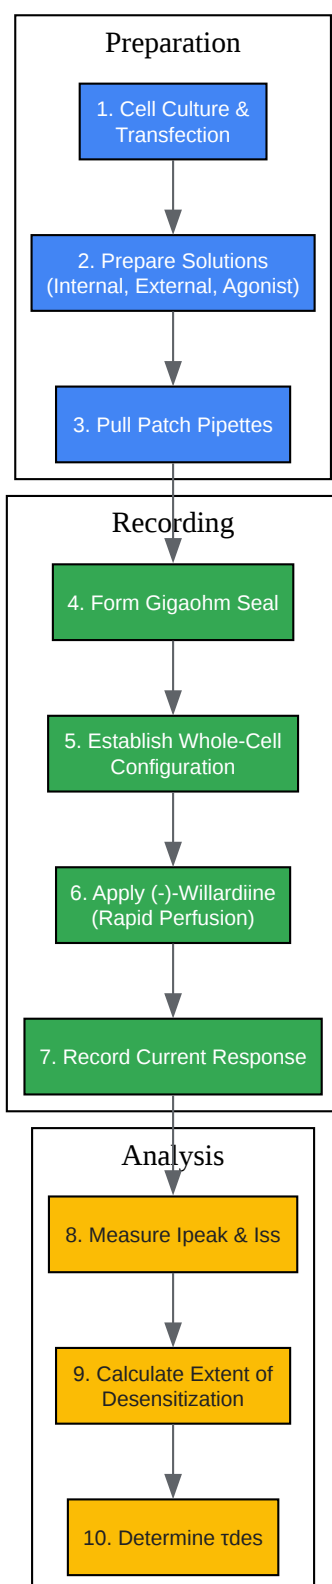 Preparation
1. Cell Culture &
Transfection
2. Prepare Solutions
(Internal, External, Agonist)
3. Pull Patch Pipettes
Recording
4. Form Gigaohm Seal
5. Establish Whole-Cell
Configuration
6. Apply (-)-Willardiine
(Rapid Perfusion)
7. Record Current Response
Analysis
8. Measure Ipeak & Iss
9. Calculate Extent of
Desensitization
10. Determine τdes